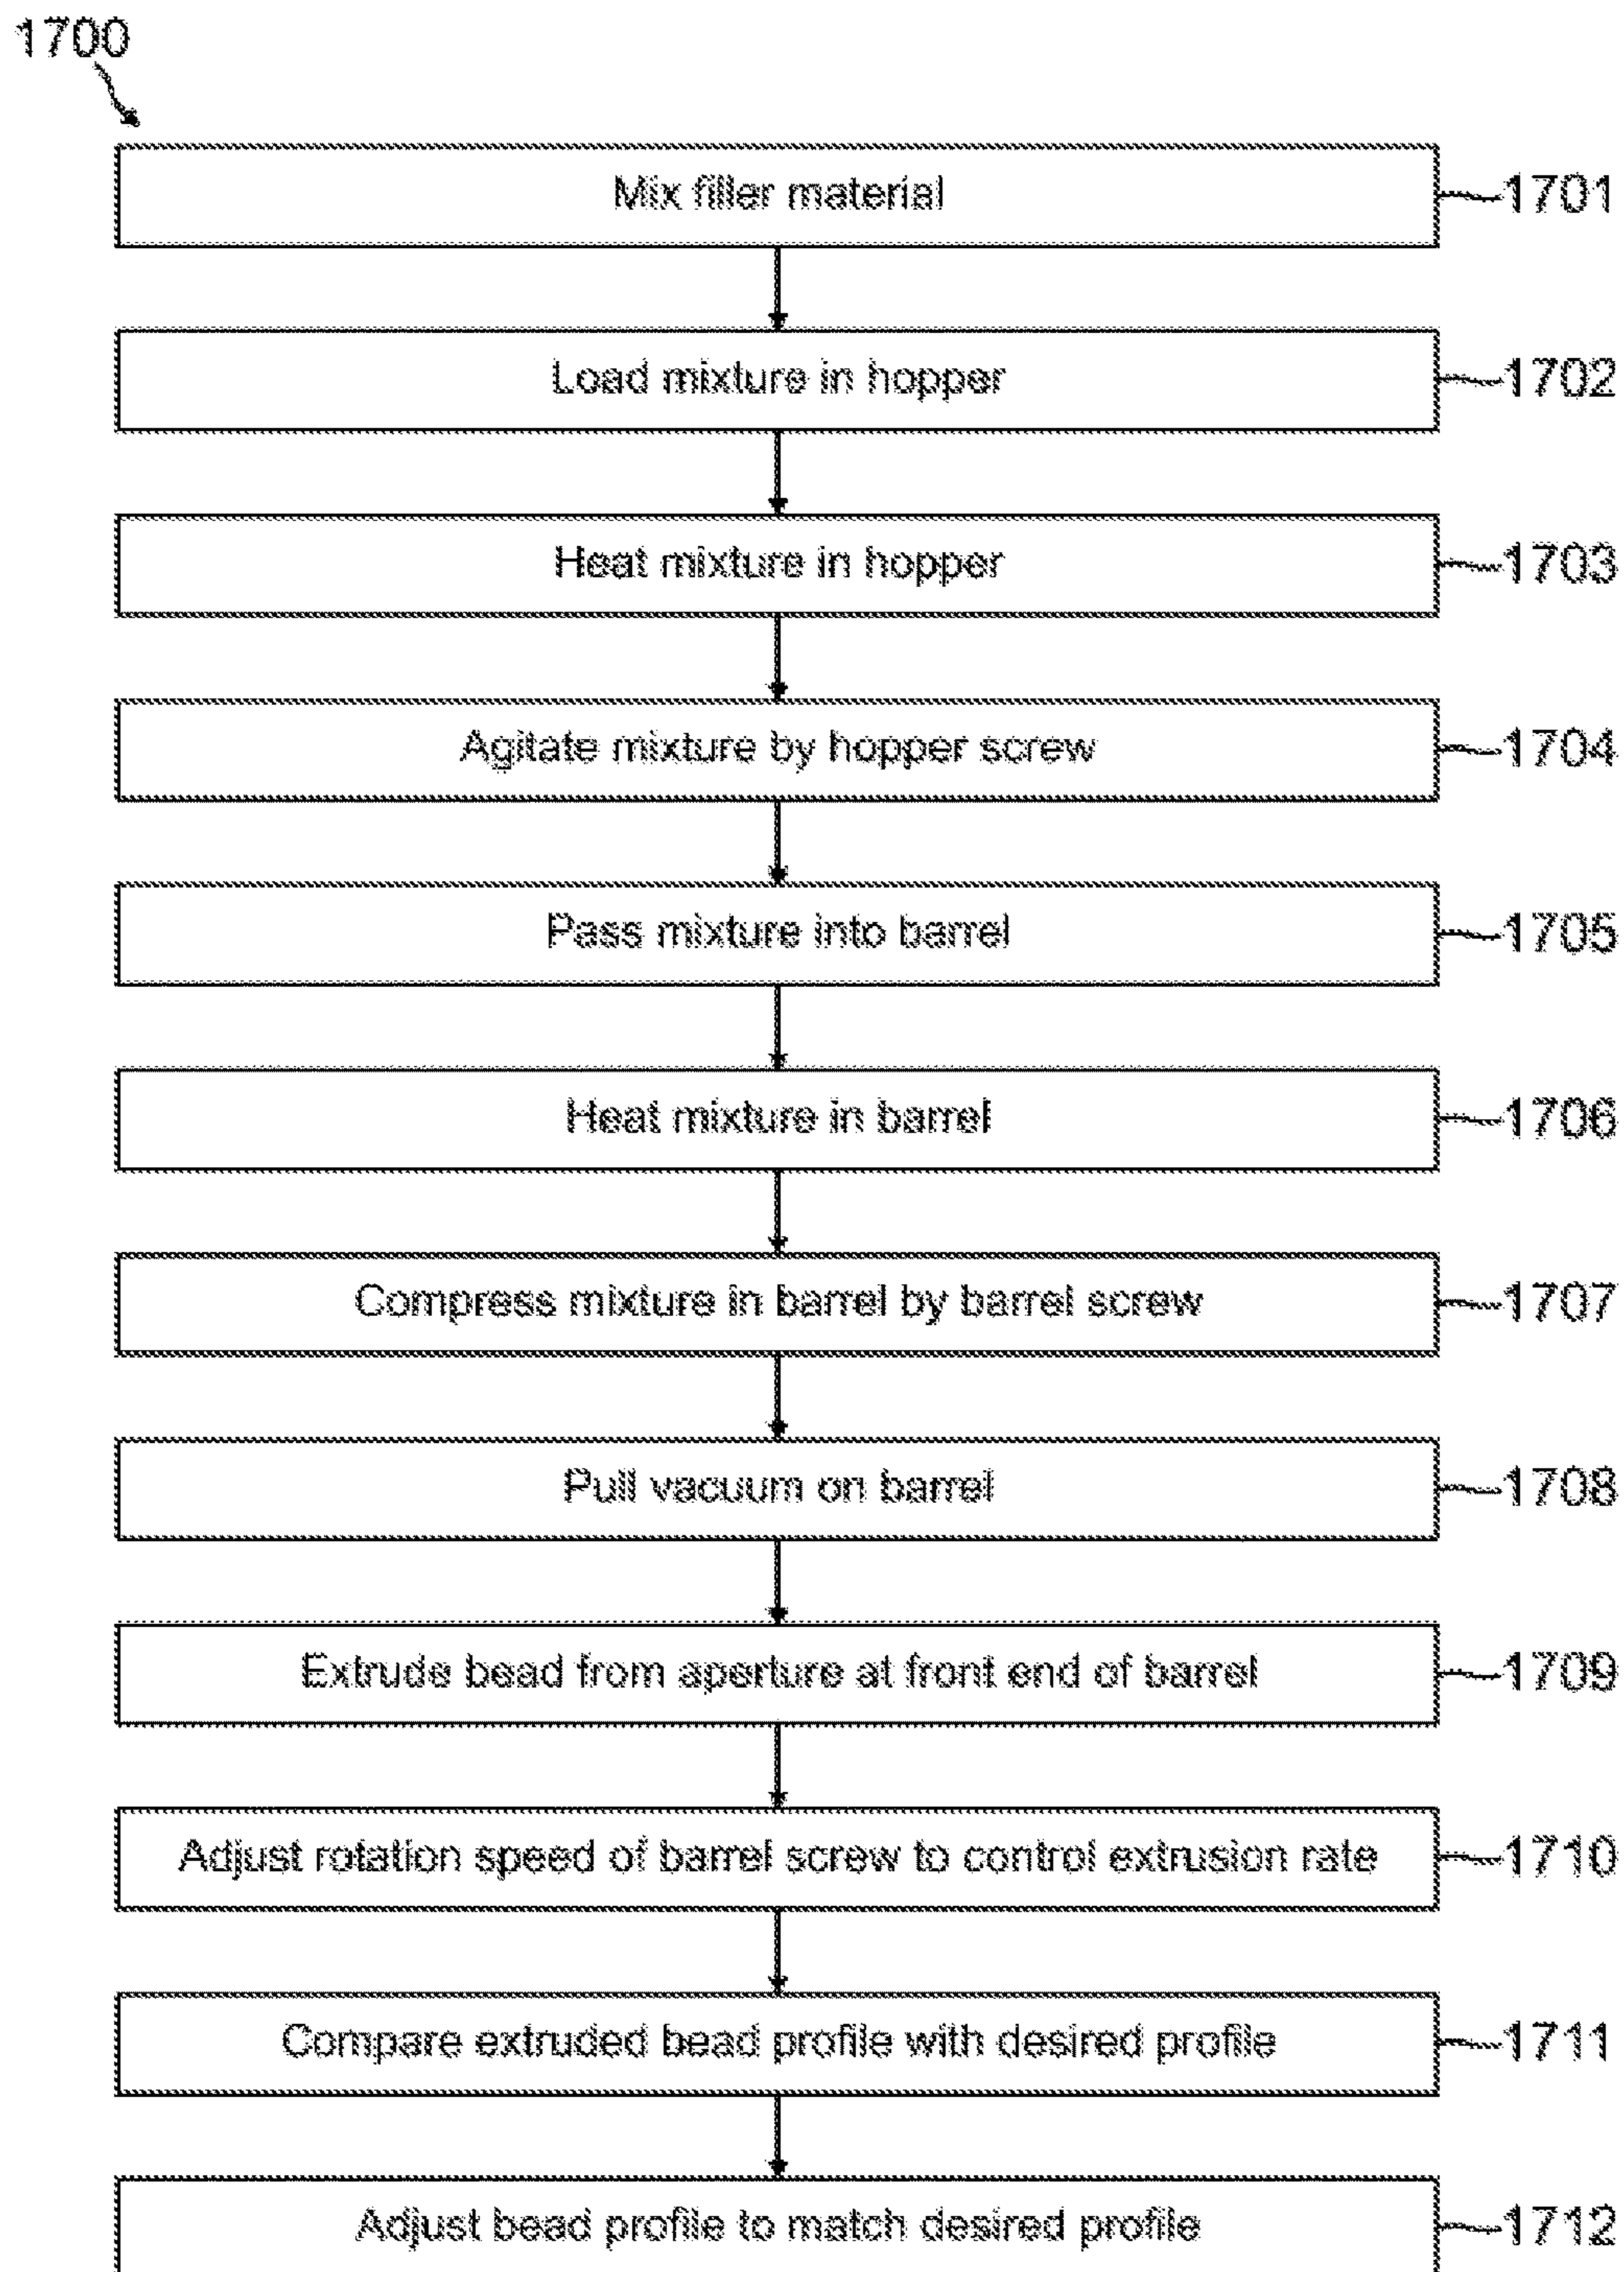 1700
Mix filler material 1701
Load mixture in hopper 1702
Heat mixture in hopper 1703
Agitate mixture by hopper screw 1704
Pass mixture into barrel 1705
Heat mixture in barrel 1706
Compress mixture in barrel by barrel screw 1707
Pull vacuum on barrel 1708
Extrude bead from aperture at front end of barrel 1709
Adjust rotation speed of barrel screw to control extrusion rate 1710
Compare extruded bead profile with desired profile 1711
Adjust bead profile to match desired profile 1712